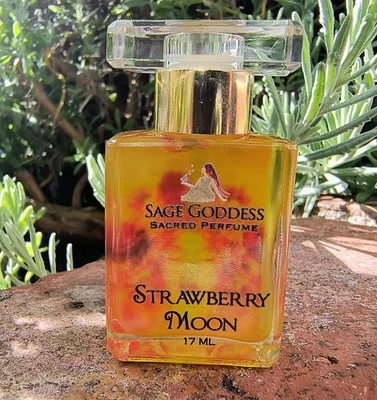 Sage Goddess
Sacred Perfume
Strawberry
Moon
17 ML